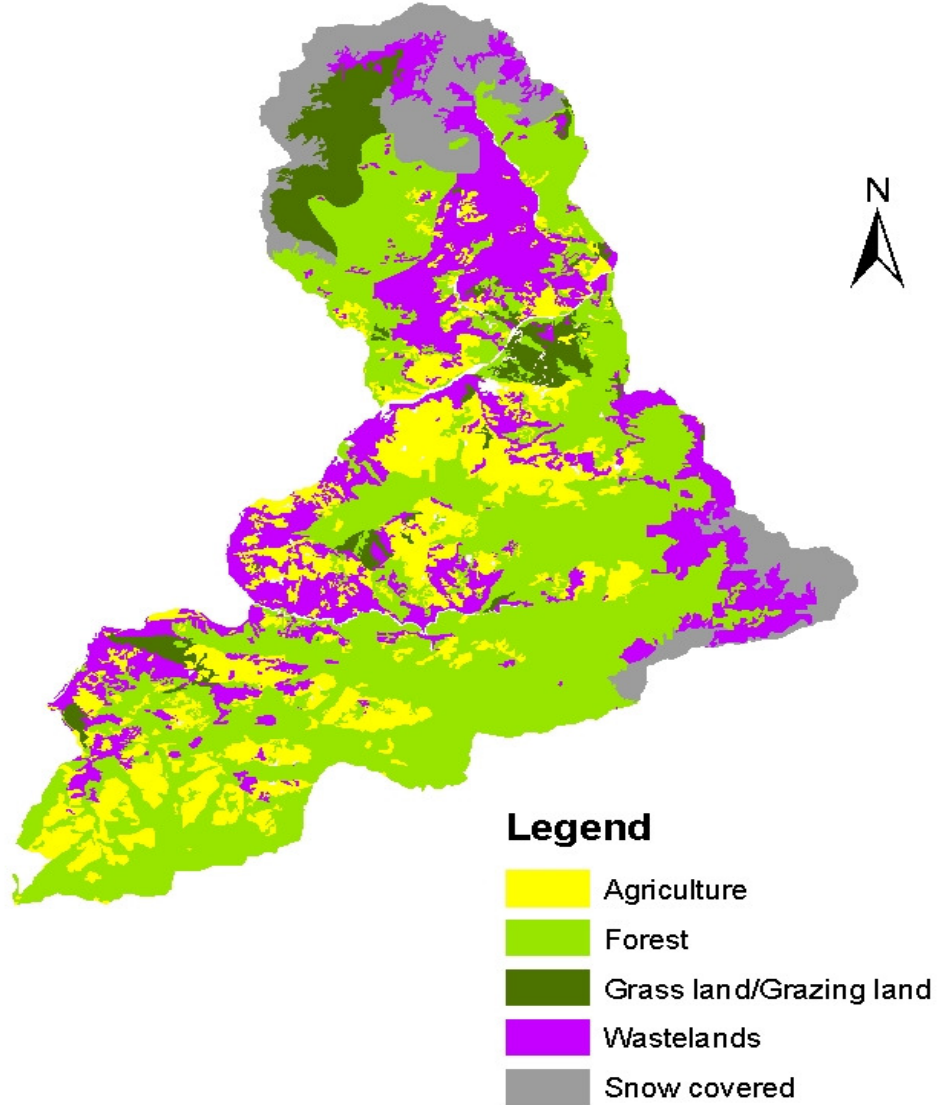 N
Legend
Agriculture
Forest
Grass land/Grazing land
Wastelands
Snow covered